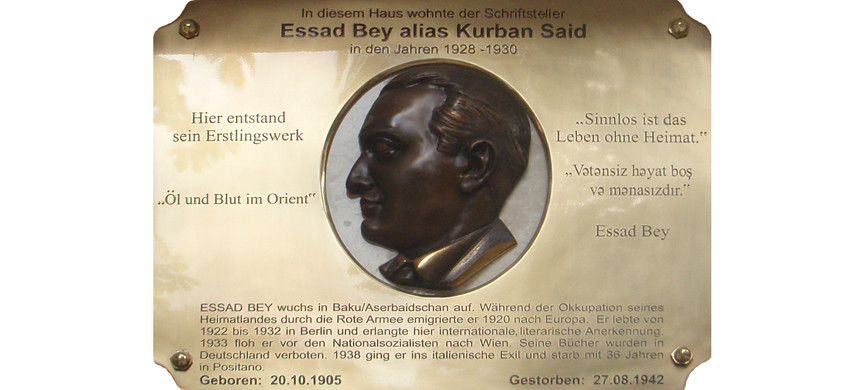 In diesem Haus wohnte der Schriftsteller
Essad Bey alias Kurban Said
in den Jahren 1928 -1930
Hier entstand
sein Erstlingswerk
„Öl und Blut im Orient"
„Sinnlos ist das
Leben ohne Heimat."
„Vətənsiz həyat boş
və mənasızdır."
Essad Bey
ESSAD BEY wuchs in Baku/Aserbaidschan auf. Während der Okkupation seines
Heimatlandes durch die Rote Armee emigrierte er 1920 nach Europa. Er lebte von
1922 bis 1932 in Berlin und erlangte hier internationale, literarische Anerkennung.
1933 floh er vor den Nationalsozialisten nach Wien. Seine Bücher wurden in
Deutschland verboten. 1938 ging er ins italienische Exil und starb mit 36 Jahren
in Positano.
Geboren: 20.10.1905 Gestorben: 27.08.1942